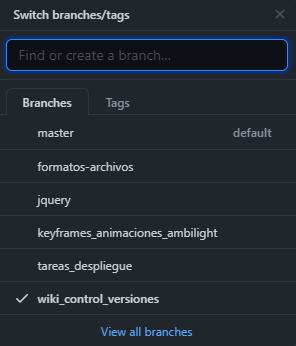 Switch branches/tags
Find or create a branch...
Branches Tags
master default
formatos-archivos
jquery
keyframes_animaciones_ambilight
tareas_despliegue
wiki_control_versiones
View all branches